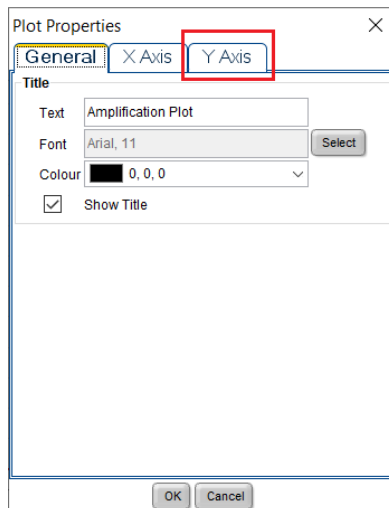 Plot Properties
General X Axis Y Axis
Title
Text Amplification Plot
Font Arial, 11 Select
Colour 0, 0, 0
Show Title
OK Cancel